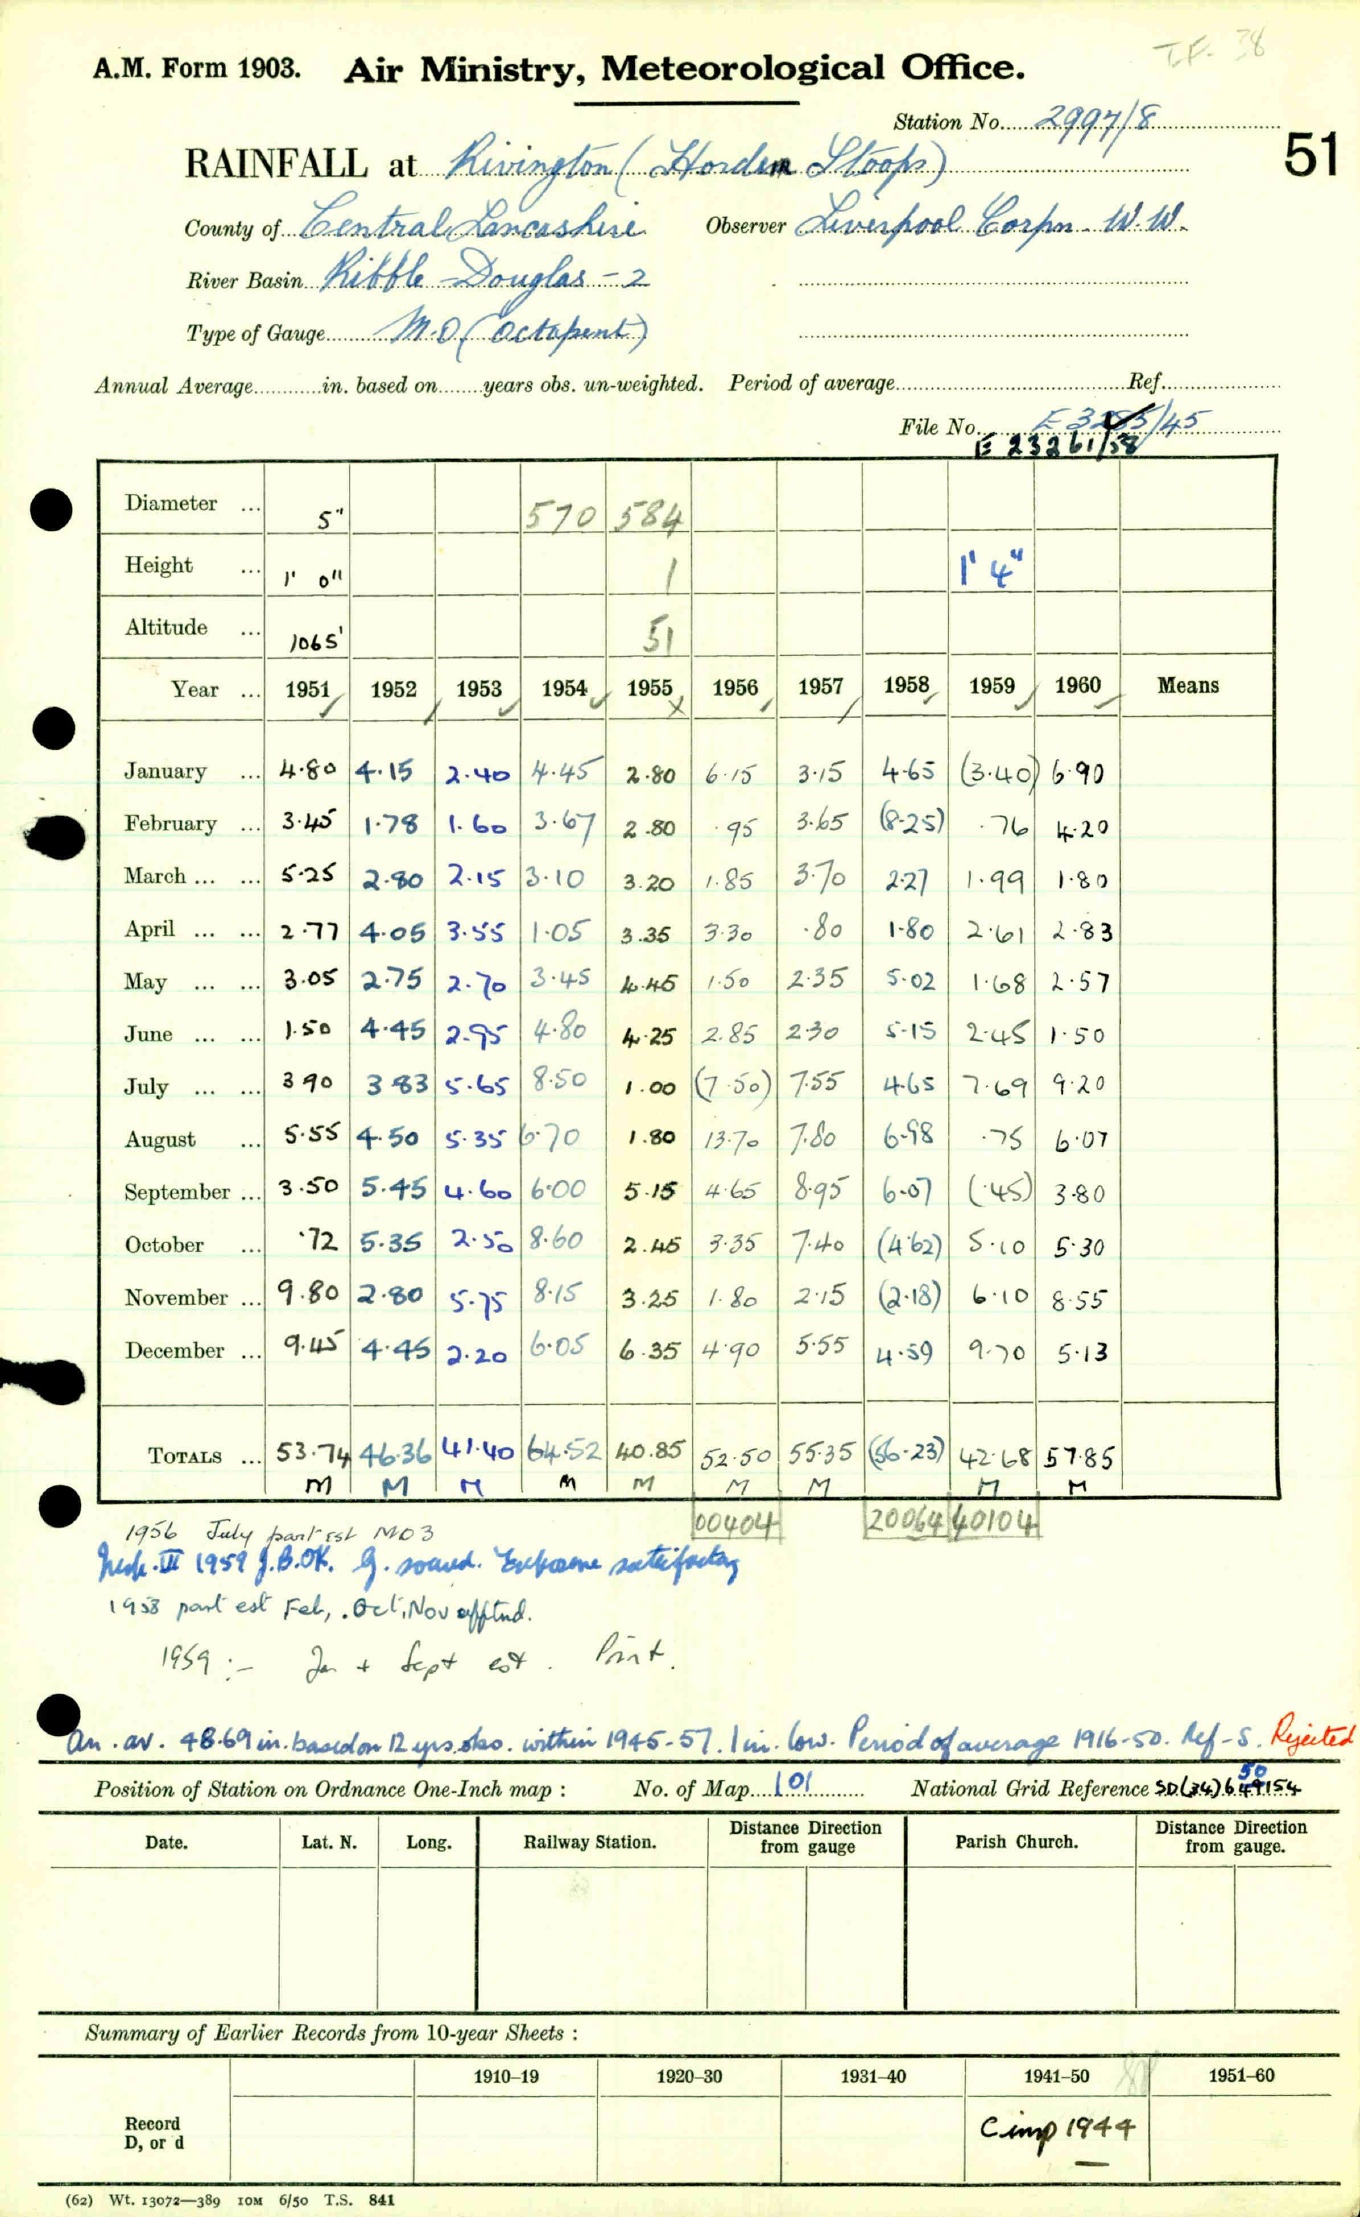 T.F. 38
A.M. Form 1903. Air Ministry, Meteorological Office.
Station No. 2997/8
51
RAINFALL at Rivington (Horden Stoops)
County of Central Lancashire Observer Liverpool Corpn. W.W.
River Basin Ribble-Douglas-2
Type of Gauge M.O (Octapent)
Annual Average in. based on years obs. un-weighted. Period of average Ref.
File No. E 3285/45
E 23261/58
Diameter ... 5" 570 584
Height ... 1' 0" 1 1' 4"
Altitude ... 1065' 51
Year ... 1951 1952 1953 1954 1955 1956 1957 1958 1959 1960 Means
January ... 4.80 4.15 2.40 4.45 2.80 6.15 3.15 4.65 (3.40) 6.90
February ... 3.45 1.78 1.60 3.67 2.80 .95 3.65 (8.25) .76 4.20
March ... ... 5.25 2.80 2.15 3.10 3.20 1.85 3.70 2.27 1.99 1.80
April ... ... 2.77 4.05 3.55 1.05 3.35 3.30 .80 1.80 2.61 2.83
May ... ... 3.05 2.75 2.70 3.45 4.45 1.50 2.35 5.02 1.68 2.57
June ... ... 1.50 4.45 2.95 4.80 4.25 2.85 2.30 5.15 2.45 1.50
July ... ... 3 90 3 83 5.65 8.50 1.00 (7.50) 7.55 4.65 7.69 9.20
August ... 5.55 4.50 5.35 6.70 1.80 13.70 7.80 6.98 .75 6.07
September ... 3.50 5.45 4.60 6.00 5.15 4.65 8.95 6.07 (.45) 3.80
October ... .72 5.35 2.50 8.60 2.45 3.35 7.40 (4.62) 5.10 5.30
November ... 9.80 2.80 5.75 8.15 3.25 1.80 2.15 (2.18) 6.10 8.55
December ... 9.45 4.45 2.20 6.05 6.35 4.90 5.55 4.59 9.70 5.13
TOTALS ... 53.74 46.36 41.40 64.52 40.85 52.50 55.35 (56.23) 42.68 57.85
M M M M M M M M M
00404 20064 40104
1956 July part est MO3
Insp. III 1959 J.B.OK. G. sound. Exposure satisfactory
1958 part est Feb, Oct, Nov apptnd.
1959 :- Jan + Sept est. Print.
An. av. 48.69 in. based on 12 yrs. obs. within 1945-57. 1 in. low. Period of average 1916-50. Ref-S. Rejected
50
Position of Station on Ordnance One-Inch map : No. of Map 101 National Grid Reference SD(34)649154
Date. Lat. N. Long. Railway Station. Distance Direction from gauge Parish Church. Distance Direction from gauge.
Summary of Earlier Records from 10-year Sheets :
1910–19 1920–30 1931–40 1941–50 1951–60
Record D, or d C imp 1944
(62) Wt. 13072—389 10M 6/50 T.S. 841